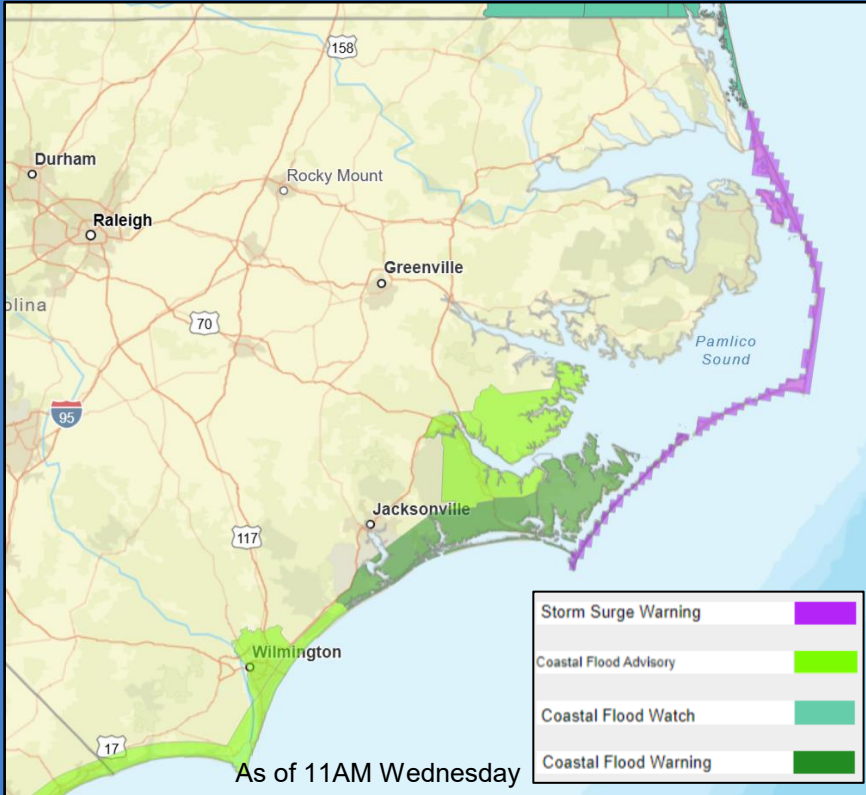 158
Durham
Rocky Mount
Raleigh
Greenville
olina
70
Pamlico
Sound
95
Jacksonville
117
Storm Surge Warning
Wilmington
Coastal Flood Advisory
Coastal Flood Watch
17
Coastal Flood Warning
As of 11AM Wednesday